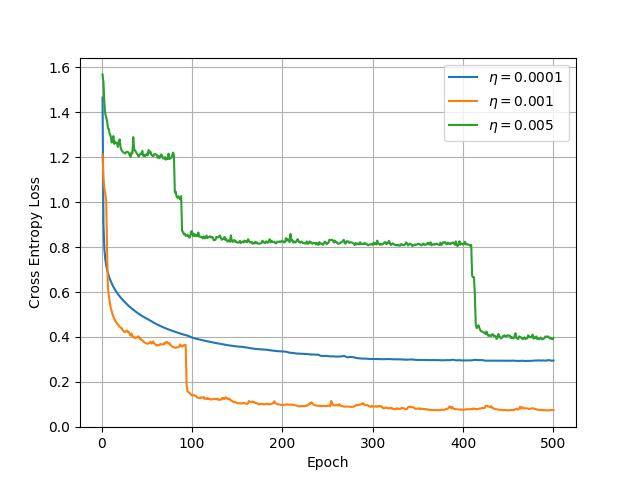 1.6
1.4
1.2
1.0
0.8
0.6
0.4
0.2
0.0
Cross Entropy Loss
0 100 200 300 400 500
Epoch
η = 0.0001
η = 0.001
η = 0.005